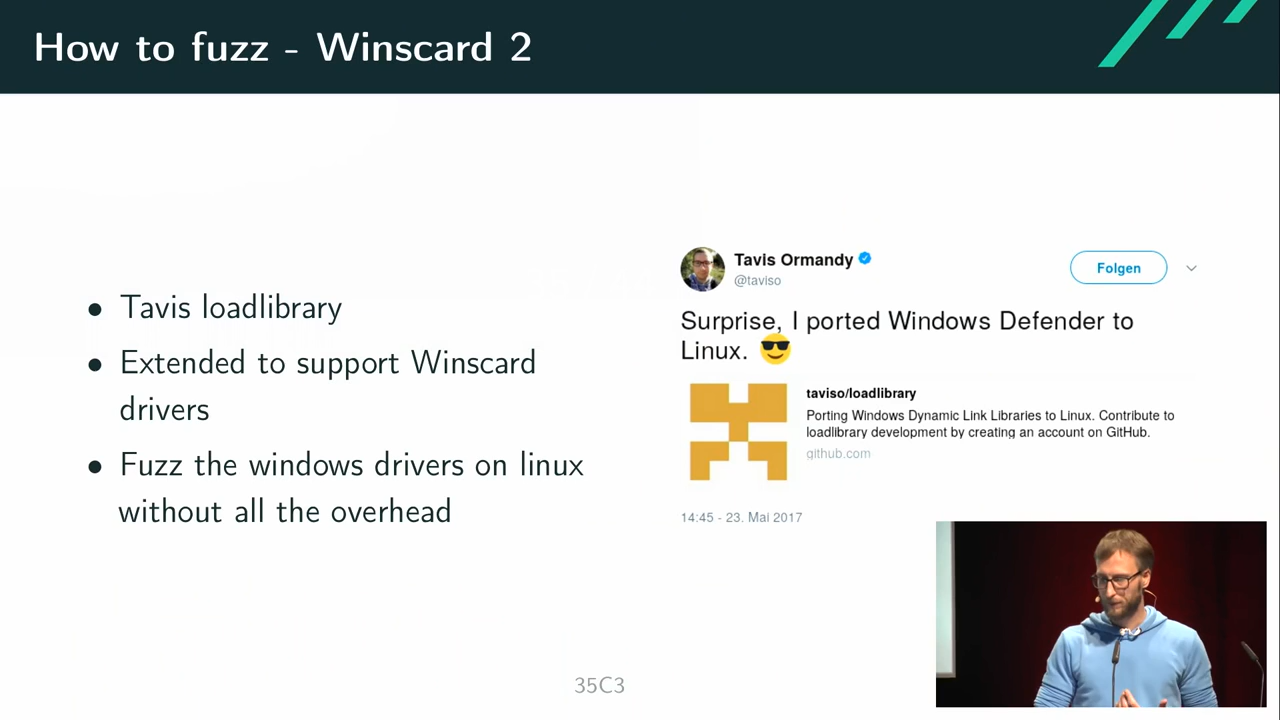 How to fuzz - Winscard 2
• Tavis loadlibrary
• Extended to support Winscard
drivers
• Fuzz the windows drivers on linux
without all the overhead
Tavis Ormandy
@taviso
Folgen
Surprise, I ported Windows Defender to
Linux. 😎
taviso/loadlibrary
Porting Windows Dynamic Link Libraries to Linux. Contribute to
loadlibrary development by creating an account on GitHub.
github.com
14:45 - 23. Mai 2017
35C3